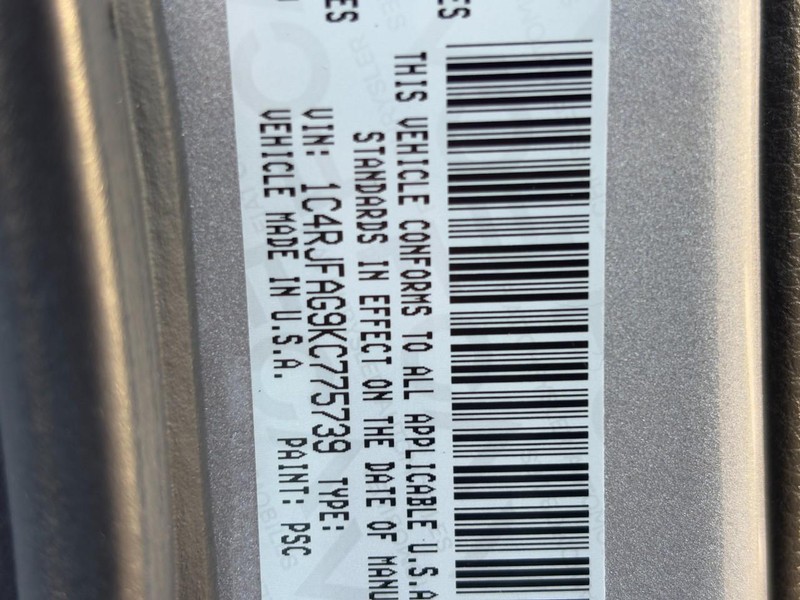 THIS VEHICLE CONFORMS TO ALL APPLICABLE U.S.A
STANDARDS IN EFFECT ON THE DATE OF MANU
VIN: 1C4RJFAG9KC775739 TYPE:
VEHICLE MADE IN U.S.A. PAINT: PSC